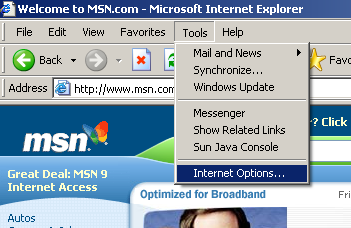 Welcome to MSN.com - Microsoft Internet Explorer
File Edit View Favorites Tools Help
Back
Favor
Address http://www.msn.com
Mail and News
Synchronize...
Windows Update
Messenger
Show Related Links
Sun Java Console
Internet Options...
? Click
msn
Great Deal: MSN 9
Internet Access
Optimized for Broadband
Fri
Autos